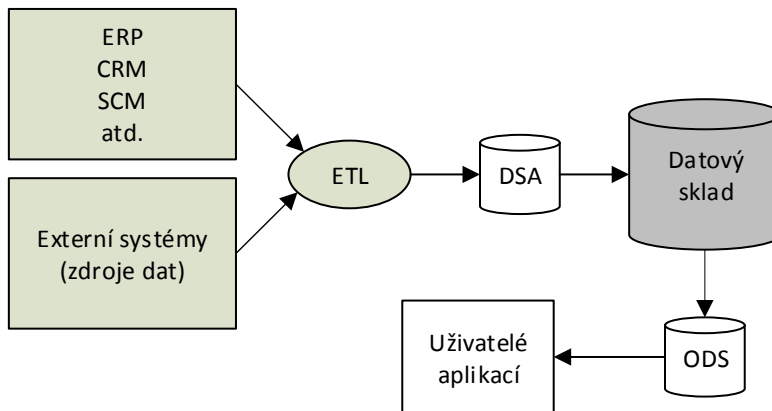 ERP
CRM
SCM
atd.
Externí systémy
(zdroje dat)
ETL
DSA
Datový
sklad
Uživatelé
aplikací
ODS